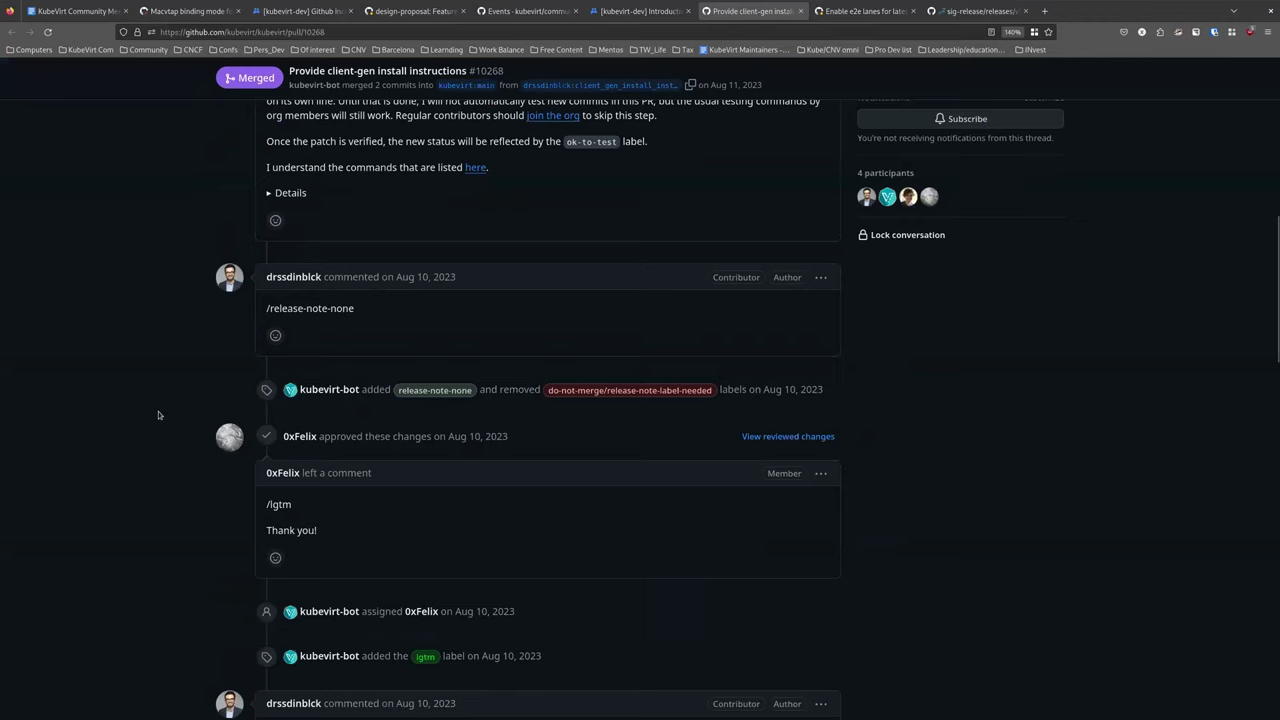 KubeVirt Community Me
Macvtap binding mode f
[kubevirt-dev] Github In
design-proposal: Featur
Events · kubevirt/commu
[kubevirt-dev] Introducti
Provide client-gen instal
Enable e2e lanes for late
sig-release/releases/
https://github.com/kubevirt/kubevirt/pull/10268
140%
Computers
KubeVirt Com
Community
CNCF
Confs
Pers_Dev
Of interest
CNV
Barcelona
Leardning
Work Balance
Free Content
Mentos
TW_Life
Tax
KubeVirt Maintainers -...
Kube/CNV omni
Pro Dev list
Leadership/education...
INvest
Merged
Provide client-gen install instructions #10268
kubevirt-bot merged 2 commits into kubevirt:main from drssdinblck:client_gen_install_inst… on Aug 11, 2023
on its own line. Until that is done, I will not automatically test new commits in this PR, but the usual testing commands by
org members will still work. Regular contributors should join the org to skip this step.
Once the patch is verified, the new status will be reflected by the ok-to-test label.
I understand the commands that are listed here.
Details
Subscribe
You're not receiving notifications from this thread.
4 participants
Lock conversation
drssdinblck commented on Aug 10, 2023
Contributor
Author
/release-note-none
kubevirt-bot added release-note-none and removed do-not-merge/release-note-label-needed labels on Aug 10, 2023
0xFelix approved these changes on Aug 10, 2023
View reviewed changes
0xFelix left a comment
Member
/lgtm
Thank you!
kubevirt-bot assigned 0xFelix on Aug 10, 2023
kubevirt-bot added the lgtm label on Aug 10, 2023
drssdinblck commented on Aug 10, 2023
Contributor
Author